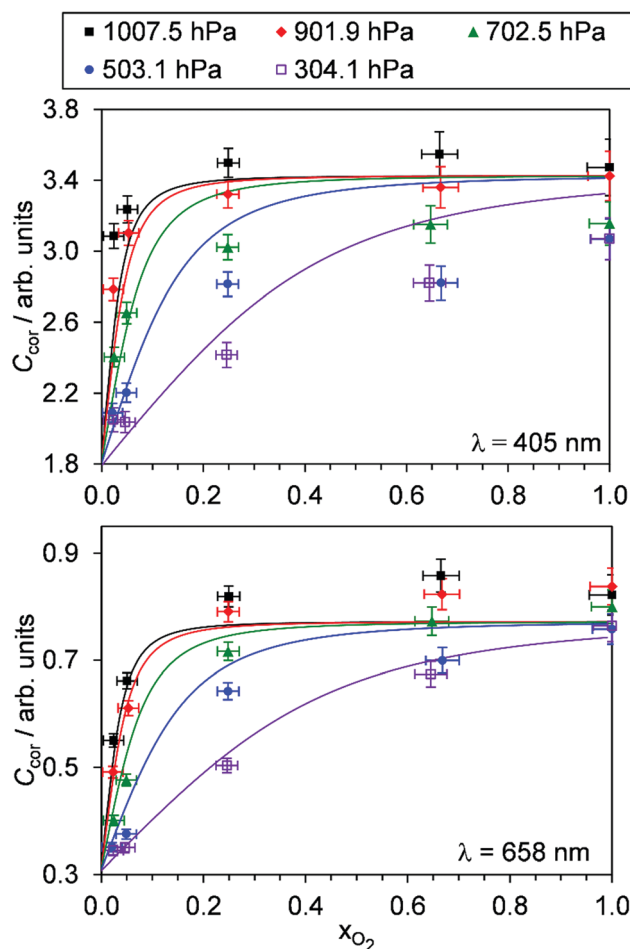 1007.5 hPa 901.9 hPa 702.5 hPa
503.1 hPa 304.1 hPa
3.8
3.4
3.0
2.6
2.2
1.8
C_cor / arb. units
λ = 405 nm
0.0 0.2 0.4 0.6 0.8 1.0
0.9
0.7
0.5
0.3
C_cor / arb. units
λ = 658 nm
0.0 0.2 0.4 0.6 0.8 1.0
x_O₂